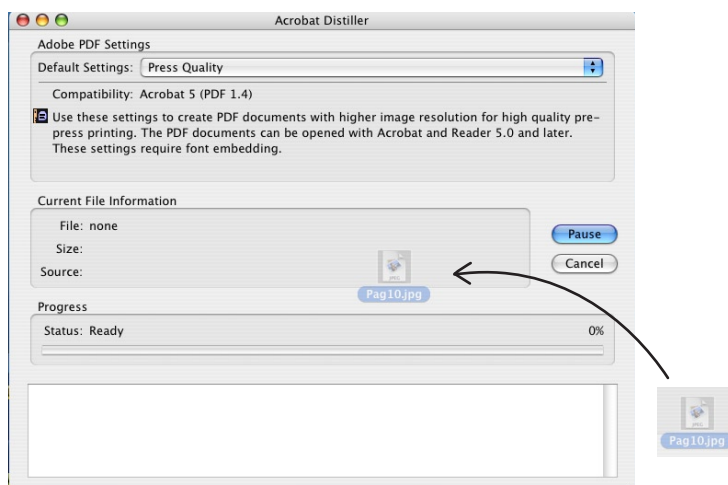 Acrobat Distiller
Adobe PDF Settings
Default Settings: Press Quality
Compatibility: Acrobat 5 (PDF 1.4)
Use these settings to create PDF documents with higher image resolution for high quality pre-
press printing. The PDF documents can be opened with Acrobat and Reader 5.0 and later.
These settings require font embedding.
Current File Information
File: none
Size:
Source:
Pause
Cancel
JPEG
Pag10.jpg
Progress
Status: Ready 0%
JPEG
Pag10.jpg